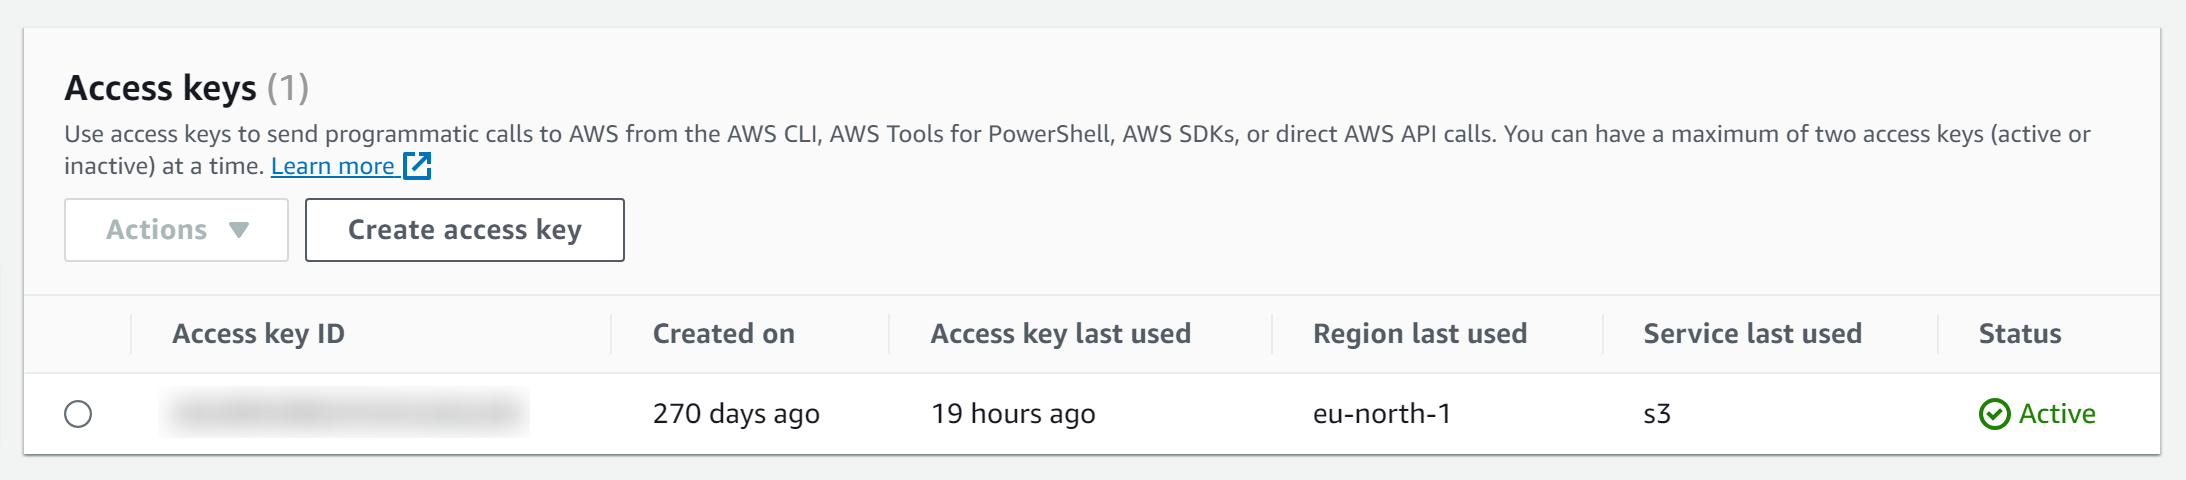 Access keys (1)
Use access keys to send programmatic calls to AWS from the AWS CLI, AWS Tools for PowerShell, AWS SDKs, or direct AWS API calls. You can have a maximum of two access keys (active or
inactive) at a time. Learn more
Actions
Create access key
Access key ID Created on Access key last used Region last used Service last used Status
270 days ago 19 hours ago eu-north-1 s3 Active